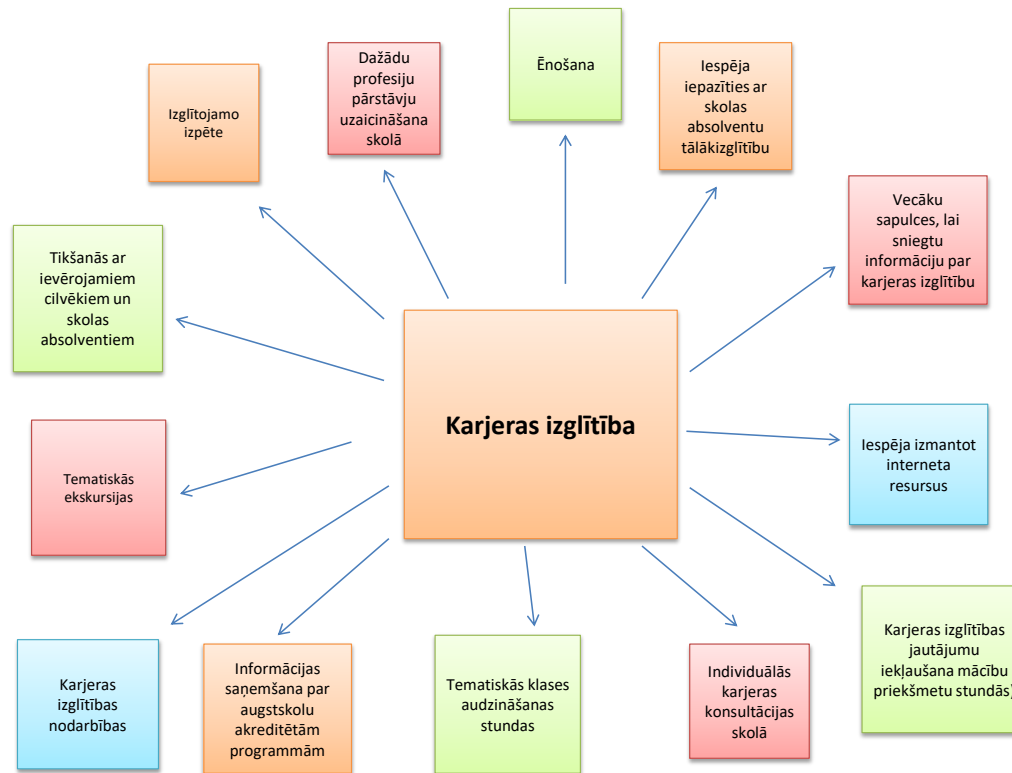 Izglītojamo
izpēte
Dažādu
profesiju
pārstāvju
uzaicināšana
skolā
Ēnošana
Iespēja
iepazīties ar
skolas
absolventu
tālākizglītību
Vecāku
sapulces, lai
sniegtu
informāciju par
karjeras izglītību
Tikšanās ar
ievērojamiem
cilvēkiem un
skolas
absolventiem
Karjeras izglītība
Iespēja izmantot
interneta
resursus
Tematiskās
ekskursijas
Karjeras izglītības
jautājumu
iekļaušana mācību
priekšmetu stundās)
Karjeras
izglītības
nodarbības
Informācijas
saņemšana par
augstskolu
akreditētām
programmām
Tematiskās klases
audzināšanas
stundas
Individuālās
karjeras
konsultācijas
skolā